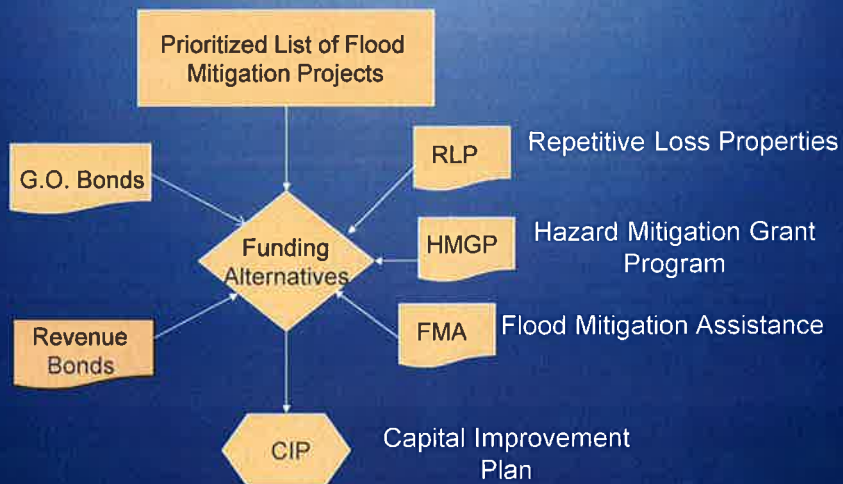 Prioritized List of Flood
Mitigation Projects
RLP
Repetitive Loss Properties
G.O. Bonds
Funding
Alternatives
HMGP
Hazard Mitigation Grant
Program
Revenue
Bonds
FMA
Flood Mitigation Assistance
CIP
Capital Improvement
Plan